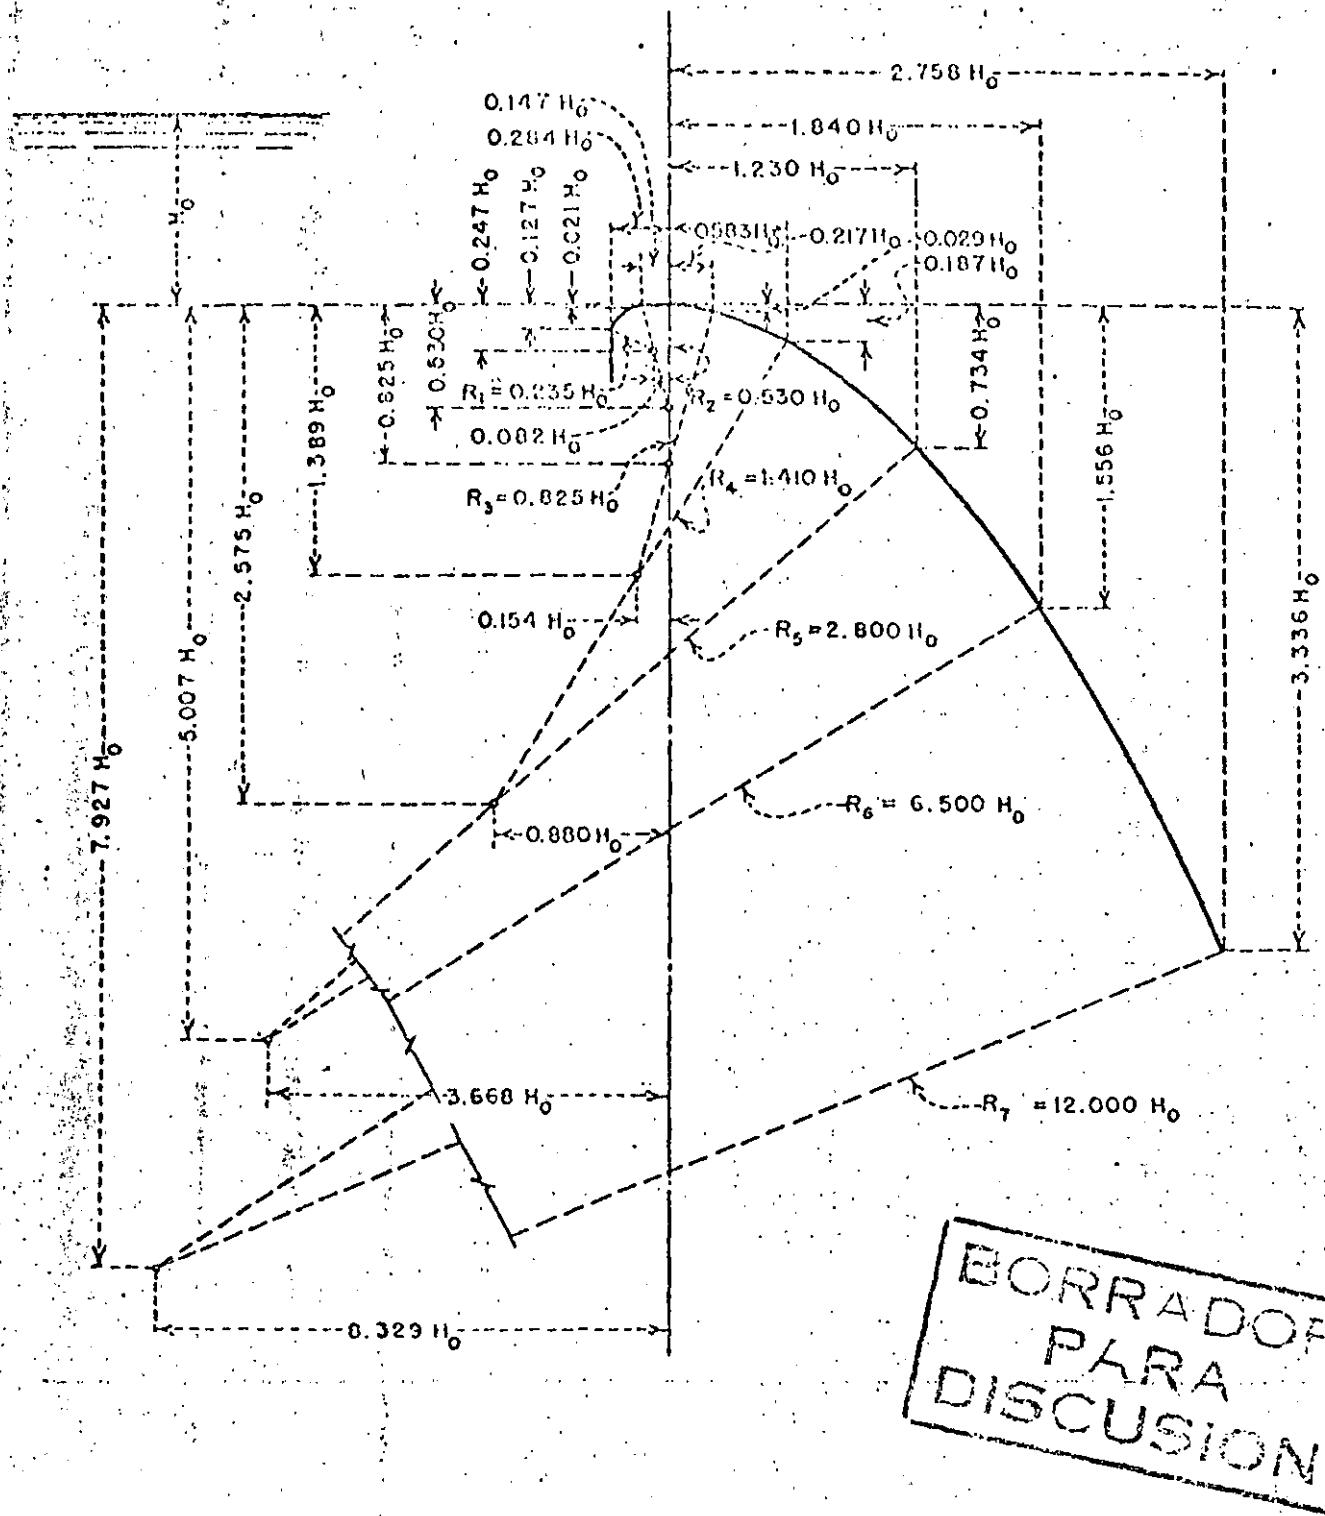 2.758 H₀
0.147 H₀
1.840 H₀
0.284 H₀
1.230 H₀
H₀
0.247 H₀
0.127 H₀
0.021 H₀
0.217 H₀
0.029 H₀
0.187 H₀
0.530 H₀
0.825 H₀
1.389 H₀
2.575 H₀
5.007 H₀
7.927 H₀
R₁ = 0.235 H₀
R₂ = 0.530 H₀
0.734 H₀
0.082 H₀
1.556 H₀
R₃ = 0.825 H₀
R₄ = 1.410 H₀
3.336 H₀
0.154 H₀
R₅ = 2.800 H₀
0.880 H₀
R₆ = 6.500 H₀
3.668 H₀
R₇ = 12.000 H₀
8.329 H₀
BORRADOR
PARA
DISCUSION